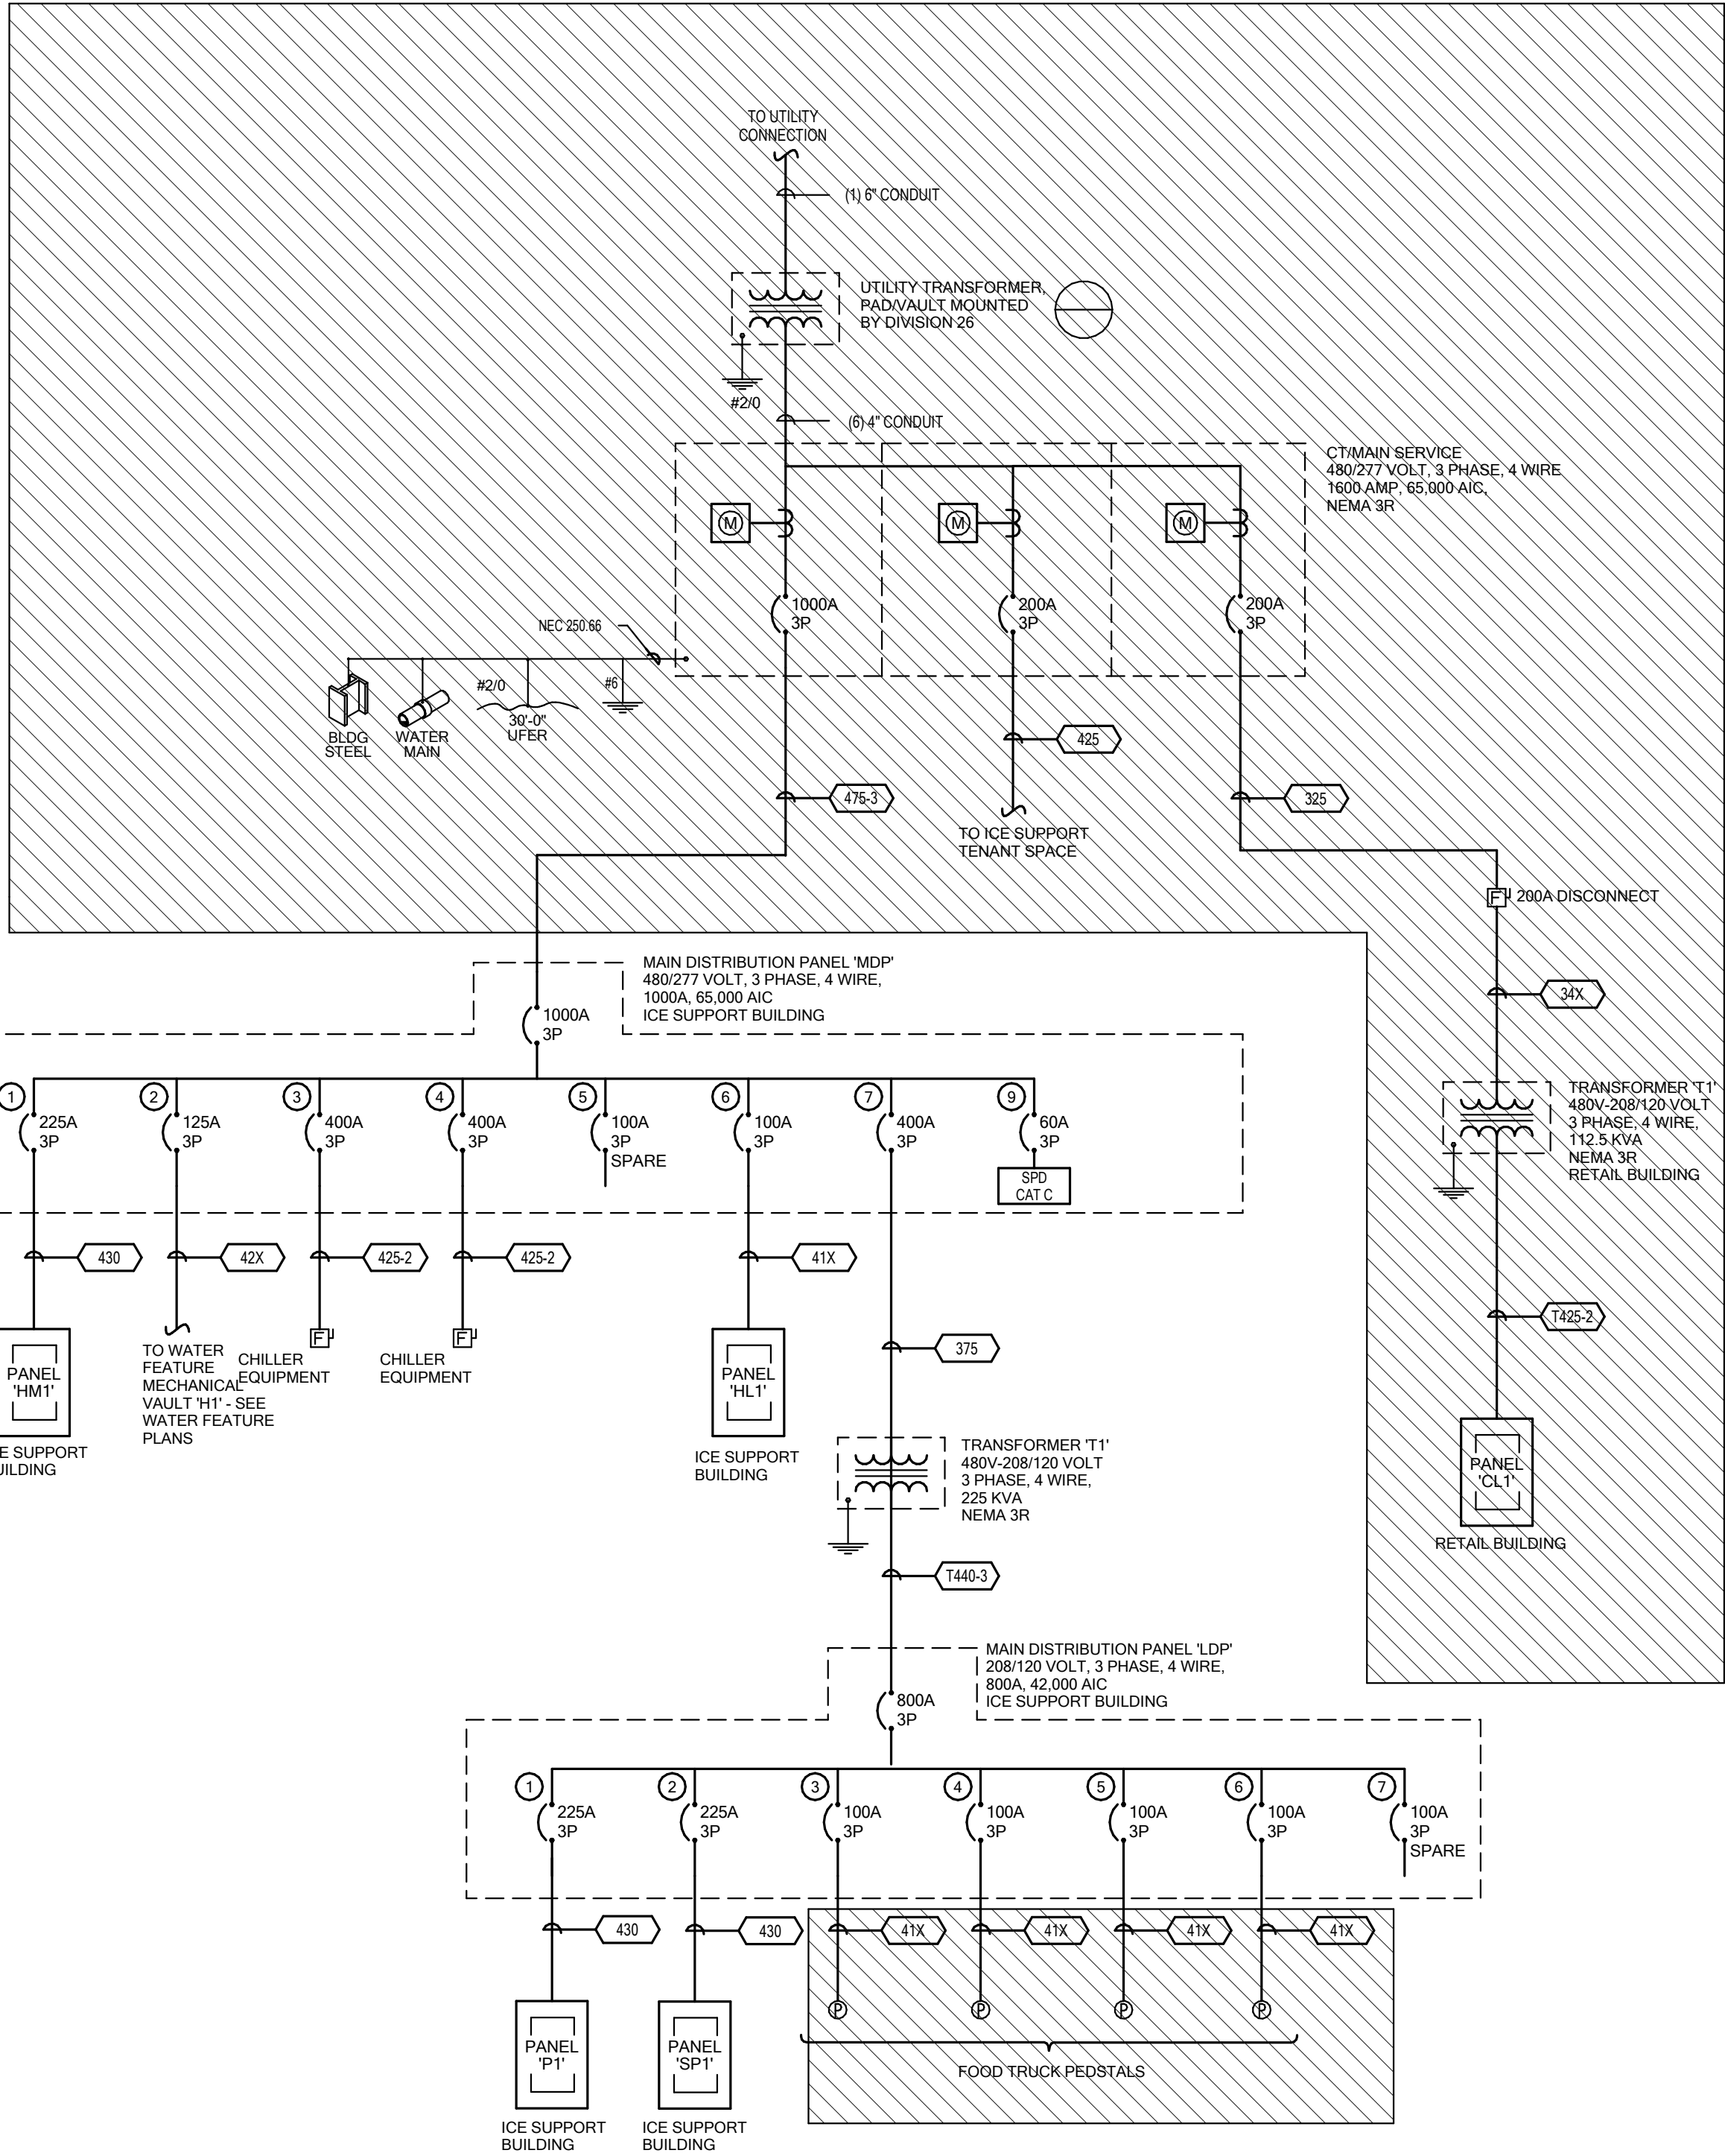 TO UTILITY
CONNECTION
(1) 6" CONDUIT
UTILITY TRANSFORMER,
PAD/VAULT MOUNTED
BY DIVISION 26
#2/0
(6) 4" CONDUIT
CT/MAIN SERVICE
480/277 VOLT, 3 PHASE, 4 WIRE
1600 AMP, 65,000 AIC,
NEMA 3R
M
M
M
1000A
3P
200A
3P
200A
3P
NEC 250.66
#2/0
#6
30'-0"
UFER
BLDG
STEEL
WATER
MAIN
425
475-3
325
TO ICE SUPPORT
TENANT SPACE
F
200A DISCONNECT
34X
MAIN DISTRIBUTION PANEL 'MDP'
480/277 VOLT, 3 PHASE, 4 WIRE,
1000A, 65,000 AIC
ICE SUPPORT BUILDING
1000A
3P
TRANSFORMER 'T1'
480V-208/120 VOLT
3 PHASE, 4 WIRE,
112.5 KVA
NEMA 3R
RETAIL BUILDING
1
225A
3P
2
125A
3P
3
400A
3P
4
400A
3P
5
100A
3P
SPARE
6
100A
3P
7
400A
3P
9
60A
3P
SPD
CAT C
430
42X
425-2
425-2
41X
T425-2
375
PANEL
'HM1'
E SUPPORT
UILDING
TO WATER
FEATURE
MECHANICAL
VAULT 'H1' - SEE
WATER FEATURE
PLANS
F
CHILLER
EQUIPMENT
F
CHILLER
EQUIPMENT
PANEL
'HL1'
ICE SUPPORT
BUILDING
TRANSFORMER 'T1'
480V-208/120 VOLT
3 PHASE, 4 WIRE,
225 KVA
NEMA 3R
PANEL
'CL1'
RETAIL BUILDING
T440-3
MAIN DISTRIBUTION PANEL 'LDP'
208/120 VOLT, 3 PHASE, 4 WIRE,
800A, 42,000 AIC
ICE SUPPORT BUILDING
800A
3P
1
225A
3P
2
225A
3P
3
100A
3P
4
100A
3P
5
100A
3P
6
100A
3P
7
100A
3P
SPARE
430
430
41X
41X
41X
41X
P
P
P
P
FOOD TRUCK PEDSTALS
PANEL
'P1'
ICE SUPPORT
BUILDING
PANEL
'SP1'
ICE SUPPORT
BUILDING